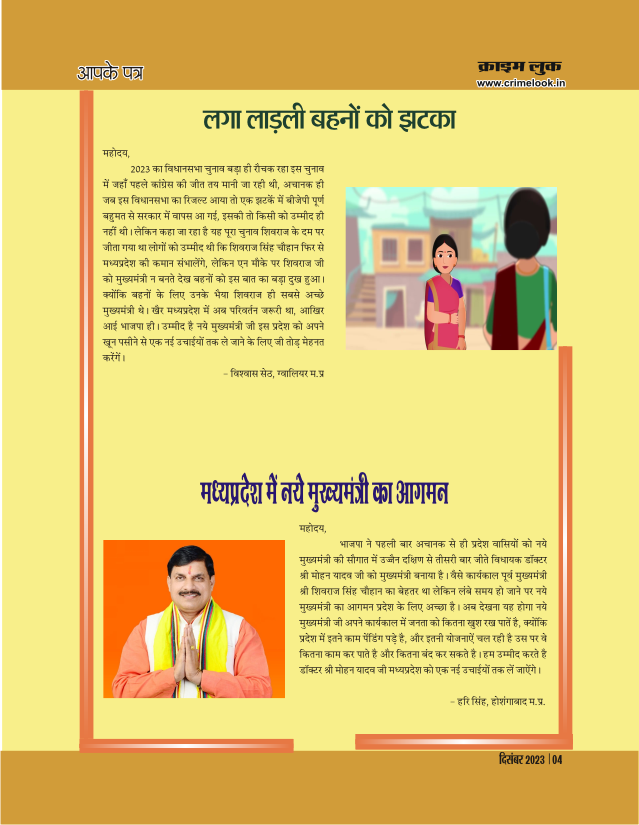 आपके पत्र
क्राइम लुक
www.crimelook.in
लगा लाड़ली बहनों को झटका
महोदय,
2023 का विधानसभा चुनाव बड़ा ही रौचक रहा इस चुनाव
में जहाँ पहले कांग्रेस की जीत तय मानी जा रही थी, अचानक ही
जब इस विधानसभा का रिजल्ट आया तो एक झटकें में बीजेपी पूर्ण
बहुमत से सरकार में वापस आ गई, इसकी तो किसी को उम्मीद ही
नहीं थी। लेकिन कहा जा रहा है यह पूरा चुनाव शिवराज के दम पर
जीता गया था लोगों को उम्मीद थी कि शिवराज सिंह चौहान फिर से
मध्यप्रदेश की कमान संभालेंगे, लेकिन एन मौके पर शिवराज जी
को मुख्यमंत्री न बनते देख बहनों को इस बात का बड़ा दुख हुआ।
क्योंकि बहनों के लिए उनके भैया शिवराज ही सबसे अच्छे
मुख्यमंत्री थे। खैर मध्यप्रदेश में अब परिवर्तन जरूरी था, आखिर
आई भाजपा ही। उम्मीद है नये मुख्यमंत्री जी इस प्रदेश को अपने
खून पसीने से एक नई उचाईयों तक ले जाने के लिए जी तोड़ मेहनत
करेंगें।
– विश्वास सेठ, ग्वालियर म.प्र
मध्यप्रदेश में नये मुख्यमंत्री का आगमन
महोदय,
भाजपा ने पहली बार अचानक से ही प्रदेश वासियों को नये
मुख्यमंत्री की सौगात में उज्जैन दक्षिण से तीसरी बार जीते विधायक डॉक्टर
श्री मोहन यादव जी को मुख्यमंत्री बनाया है। वैसे कार्यकाल पूर्व मुख्यमंत्री
श्री शिवराज सिंह चौहान का बेहतर था लेकिन लंबे समय हो जाने पर नये
मुख्यमंत्री का आगमन प्रदेश के लिए अच्छा है। अब देखना यह होगा नये
मुख्यमंत्री जी अपने कार्यकाल में जनता को कितना खुश रख पातें है, क्योंकि
प्रदेश में इतने काम पेंडिंग पड़े है, और इतनी योजनाऐं चल रही है उस पर वे
कितना काम कर पाते है और कितना बंद कर सकते है। हम उम्मीद करते है
डॉक्टर श्री मोहन यादव जी मध्यप्रदेश को एक नई उचाईयों तक लें जाऐंगे।
– हरि सिंह, होशंगाबाद म.प्र.
दिसंबर 2023 | 04